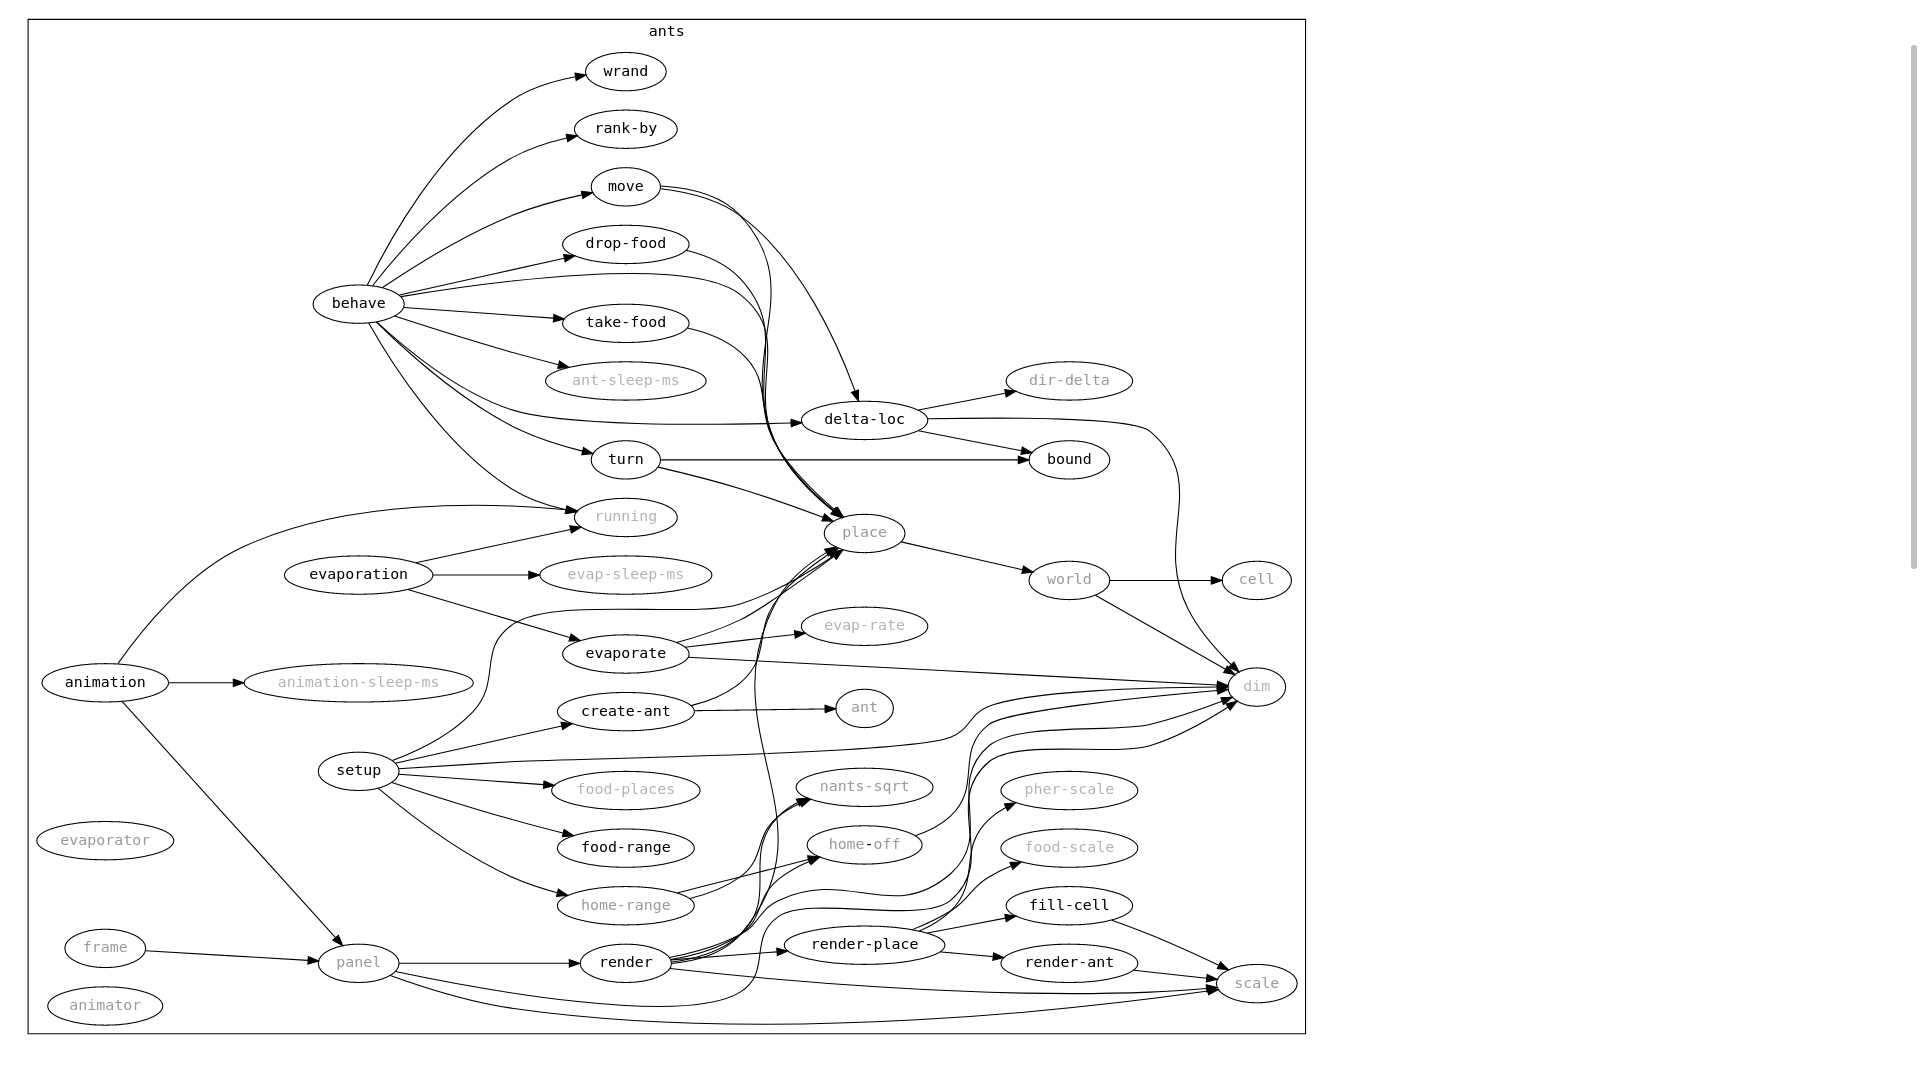 ants
wrand
rank-by
move
drop-food
behave
take-food
ant-sleep-ms
dir-delta
delta-loc
turn
bound
running
place
evaporation
evap-sleep-ms
world
cell
evap-rate
evaporate
animation
animation-sleep-ms
dim
create-ant
ant
setup
food-places
nants-sqrt
pher-scale
evaporator
food-range
home-off
food-scale
home-range
fill-cell
frame
panel
render
render-place
render-ant
scale
animator